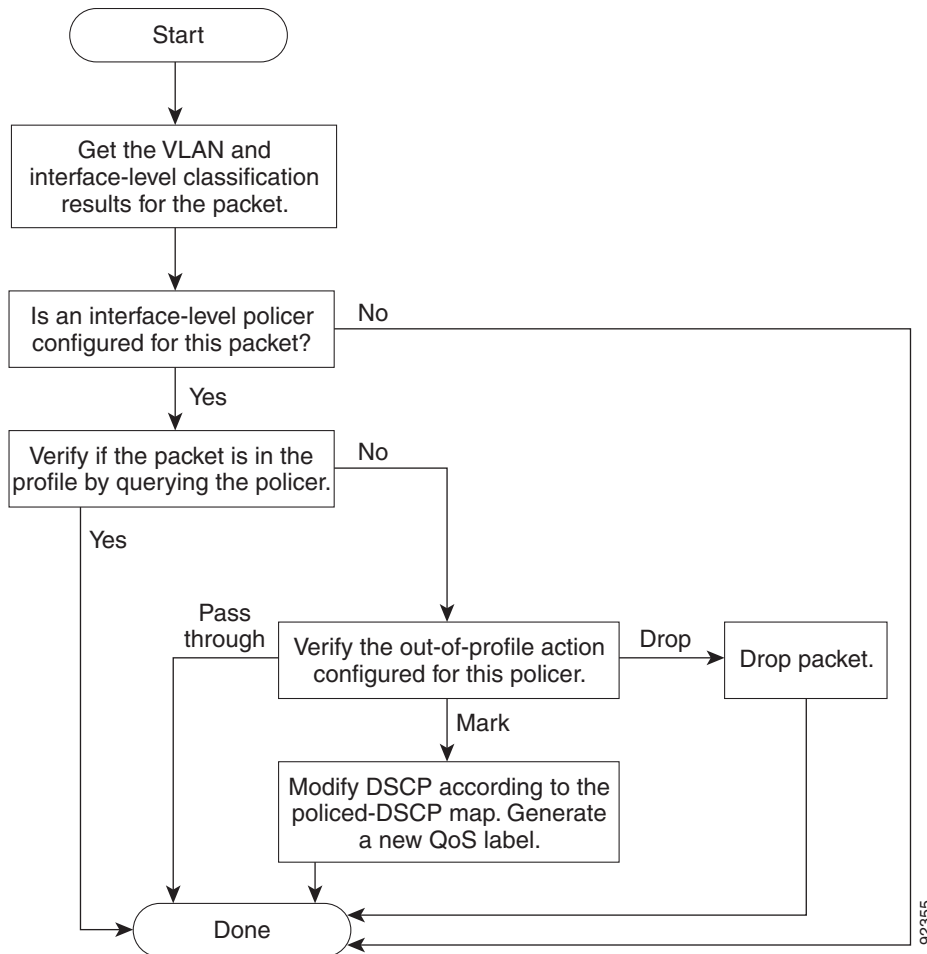 Start
Get the VLAN and
interface-level classification
results for the packet.
Is an interface-level policer
configured for this packet?
No
Yes
Verify if the packet is in the
profile by querying the policer.
No
Yes
Pass
through
Verify the out-of-profile action
configured for this policer.
Drop
Drop packet.
Mark
Modify DSCP according to the
policed-DSCP map. Generate
a new QoS label.
Done
92355